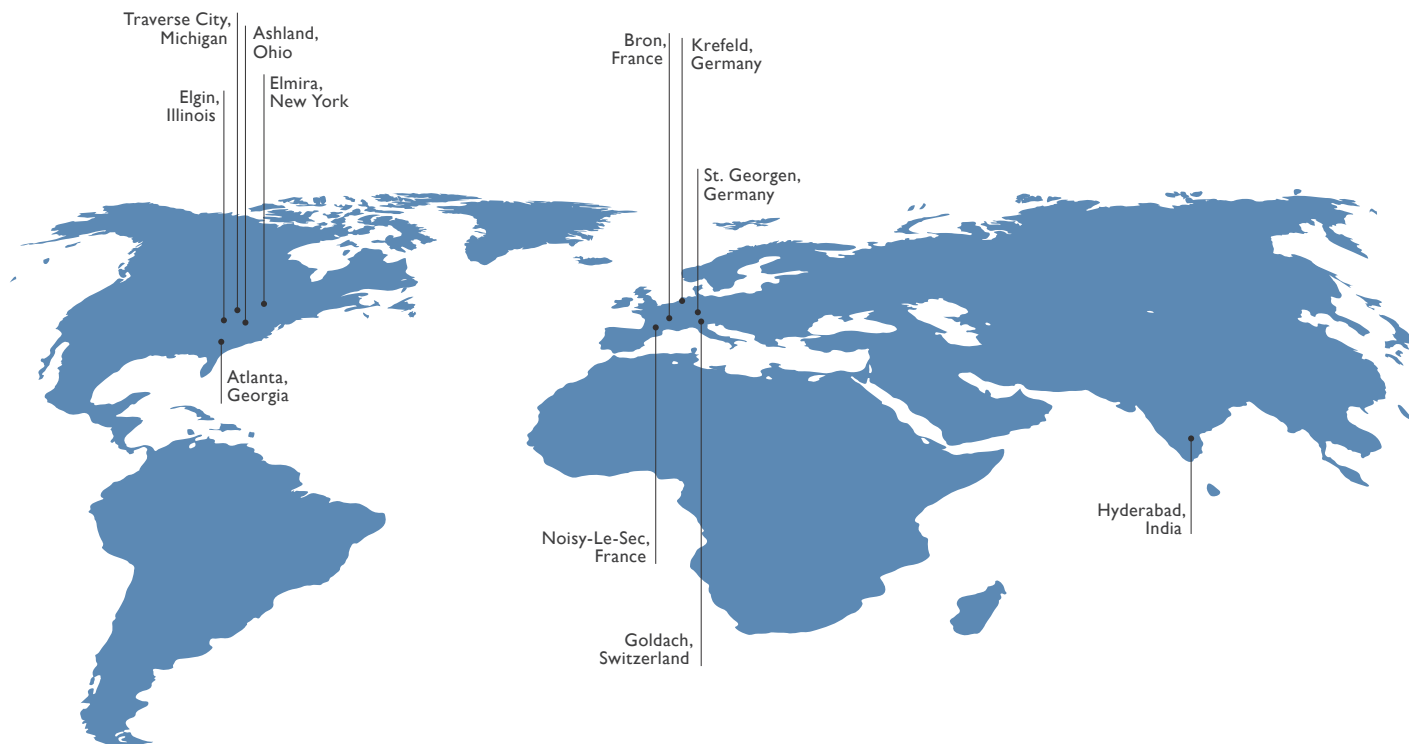 Traverse City,
Michigan
Ashland,
Ohio
Elmira,
New York
Elgin,
Illinois
Atlanta,
Georgia
Bron,
France
Krefeld,
Germany
St. Georgen,
Germany
Noisy-Le-Sec,
France
Goldach,
Switzerland
Hyderabad,
India